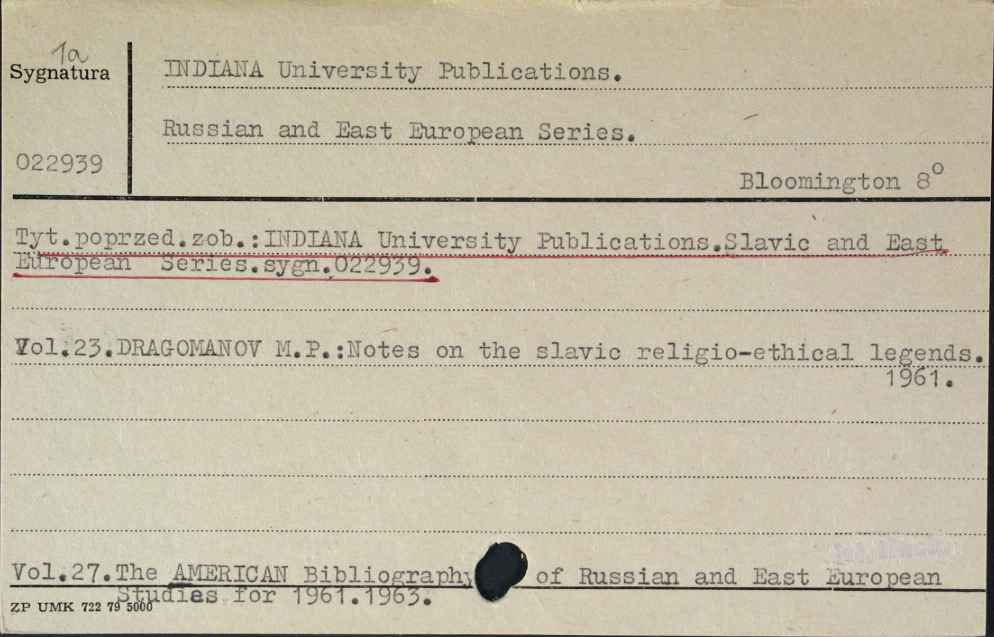 1a
Sygnatura
INDIANA University Publications.
Russian and East European Series.
022939
Bloomington 8°
Tyt.poprzed.zob.:INDIANA University Publications.Slavic and East
European Series.sygn.022939.
Vol.23.DRAGOMANOV M.P.:Notes on the slavic religio-ethical legends.
1961.
Vol.27.The AMERICAN Bibliography of Russian and East European
Studies for 1961.1963.
ZP UMK 722 79 5000